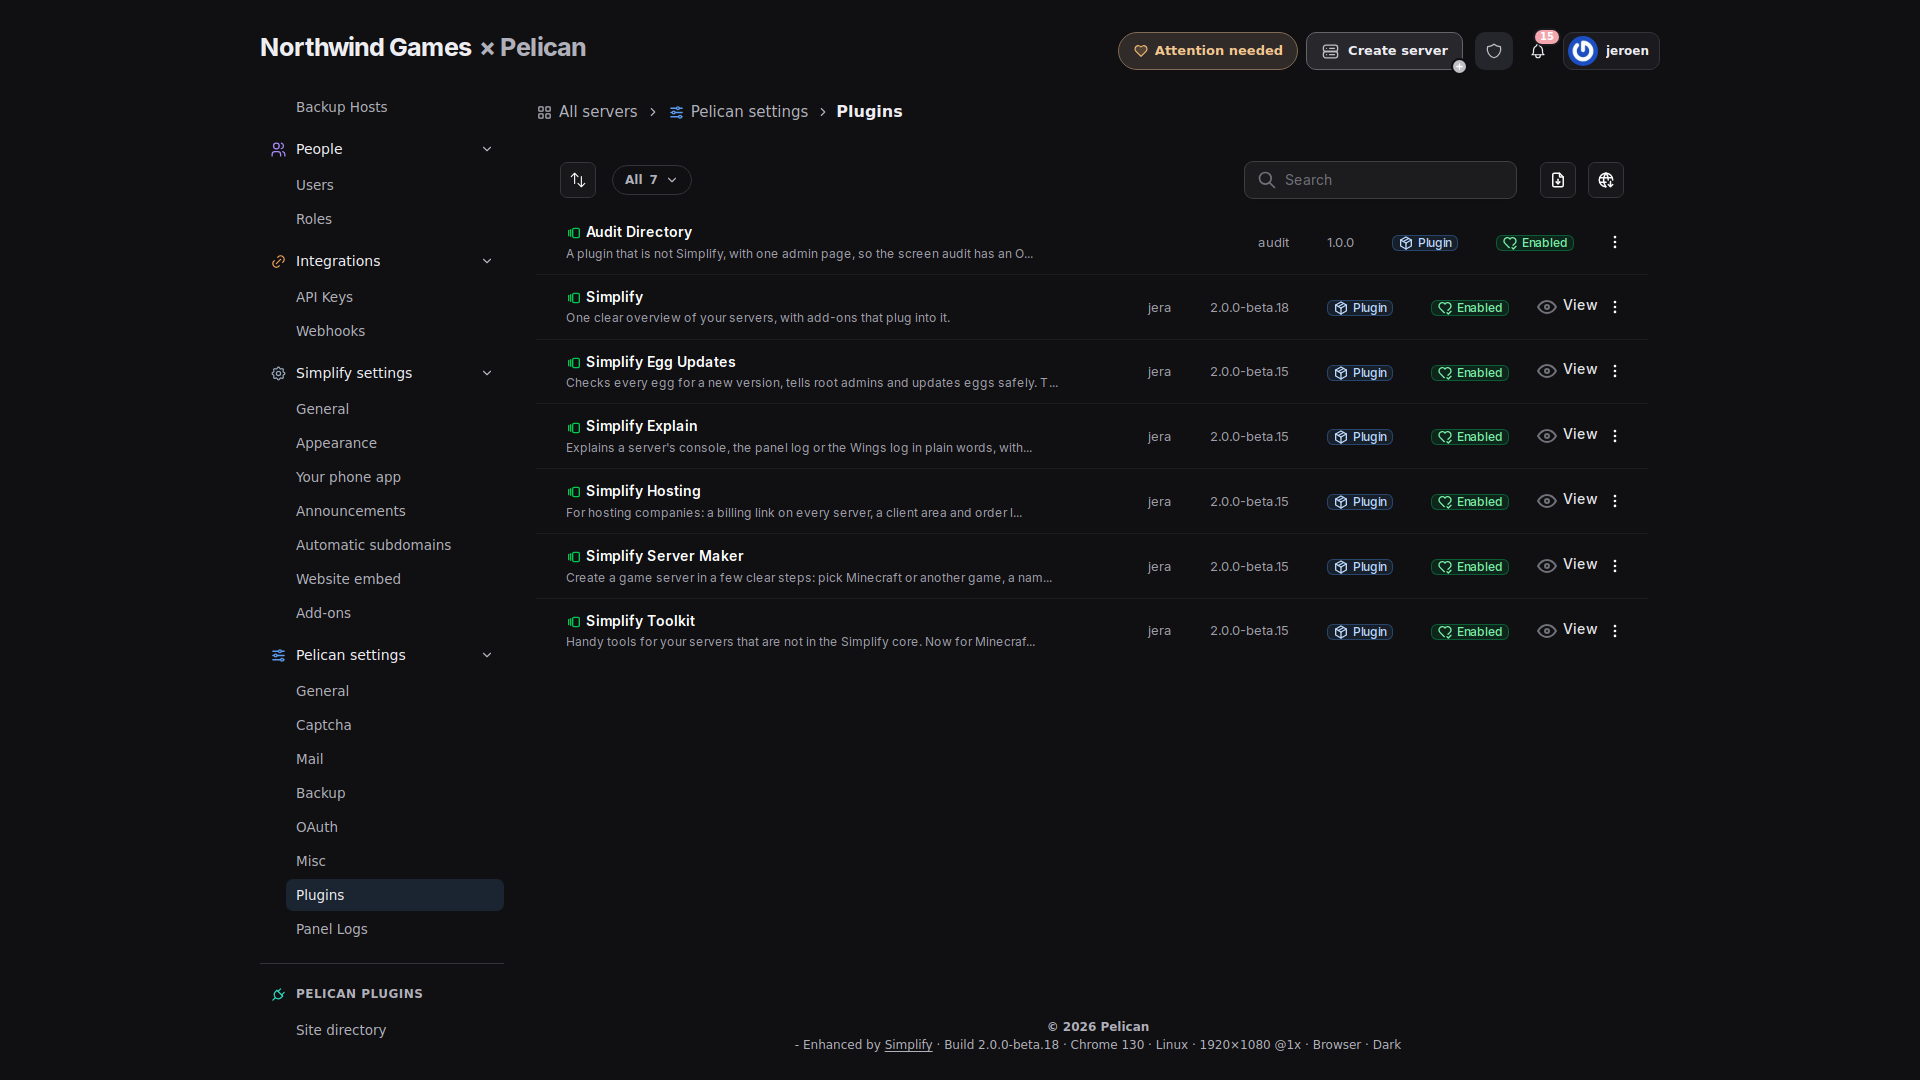 Northwind Games × Pelican
Attention needed
Create server
15
jeroen
Backup Hosts
People
Users
Roles
Integrations
API Keys
Webhooks
Simplify settings
General
Appearance
Your phone app
Announcements
Automatic subdomains
Website embed
Add-ons
Pelican settings
General
Captcha
Mail
Backup
OAuth
Misc
Plugins
Panel Logs
PELICAN PLUGINS
Site directory
All servers > Pelican settings > Plugins
All 7
Search
Audit Directory
A plugin that is not Simplify, with one admin page, so the screen audit has an O...
audit 1.0.0 Plugin Enabled
Simplify
One clear overview of your servers, with add-ons that plug into it.
jera 2.0.0-beta.18 Plugin Enabled View
Simplify Egg Updates
Checks every egg for a new version, tells root admins and updates eggs safely. T...
jera 2.0.0-beta.15 Plugin Enabled View
Simplify Explain
Explains a server's console, the panel log or the Wings log in plain words, with...
jera 2.0.0-beta.15 Plugin Enabled View
Simplify Hosting
For hosting companies: a billing link on every server, a client area and order l...
jera 2.0.0-beta.15 Plugin Enabled View
Simplify Server Maker
Create a game server in a few clear steps: pick Minecraft or another game, a nam...
jera 2.0.0-beta.15 Plugin Enabled View
Simplify Toolkit
Handy tools for your servers that are not in the Simplify core. Now for Minecraf...
jera 2.0.0-beta.15 Plugin Enabled View
© 2026 Pelican
- Enhanced by Simplify · Build 2.0.0-beta.18 · Chrome 130 · Linux · 1920×1080 @1x · Browser · Dark